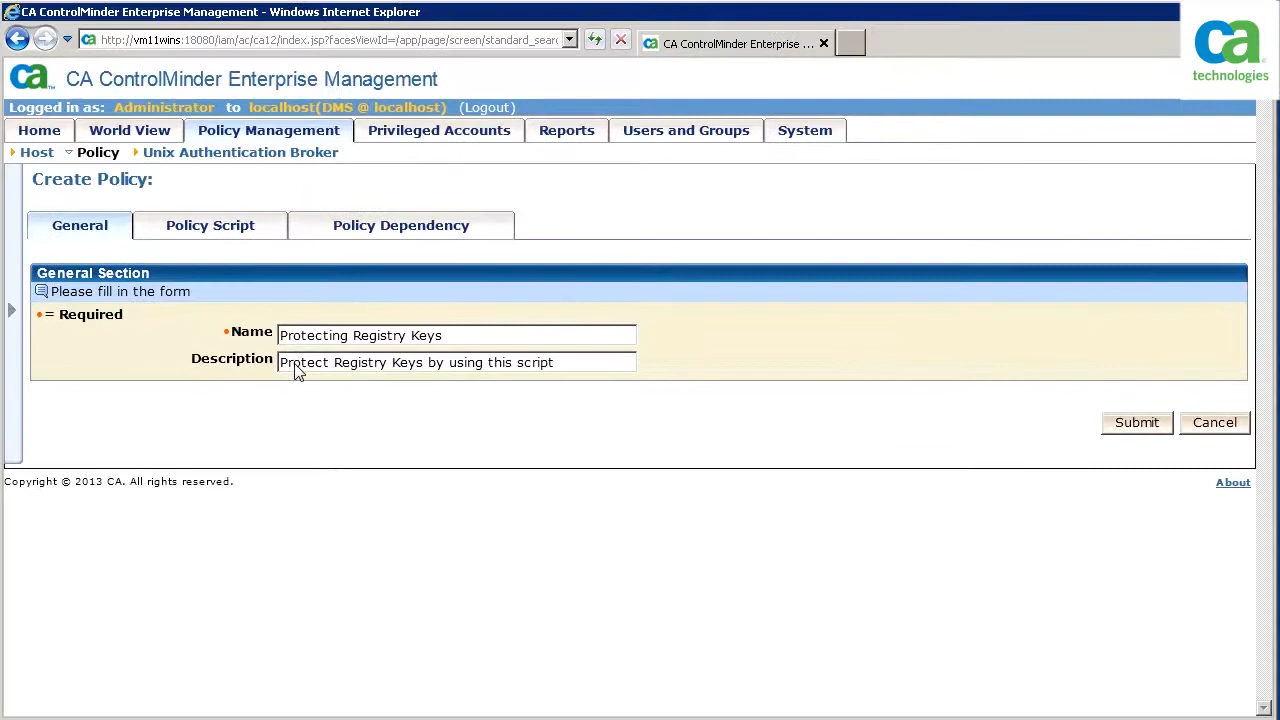 CA ControlMinder Enterprise Management - Windows Internet Explorer
http://vm11wins:18080/iam/ac/ca12/index.jsp?facesViewId=/app/page/screen/standard_sear
CA ControlMinder Enterprise ...
ca technologies
ca CA ControlMinder Enterprise Management
Logged in as: Administrator to localhost(DMS @ localhost) (Logout)
Home World View Policy Management Privileged Accounts Reports Users and Groups System
Host Policy Unix Authentication Broker
Create Policy:
General Policy Script Policy Dependency
General Section
Please fill in the form
= Required
Name Protecting Registry Keys
Description Protect Registry Keys by using this script
Submit Cancel
Copyright © 2013 CA. All rights reserved. About